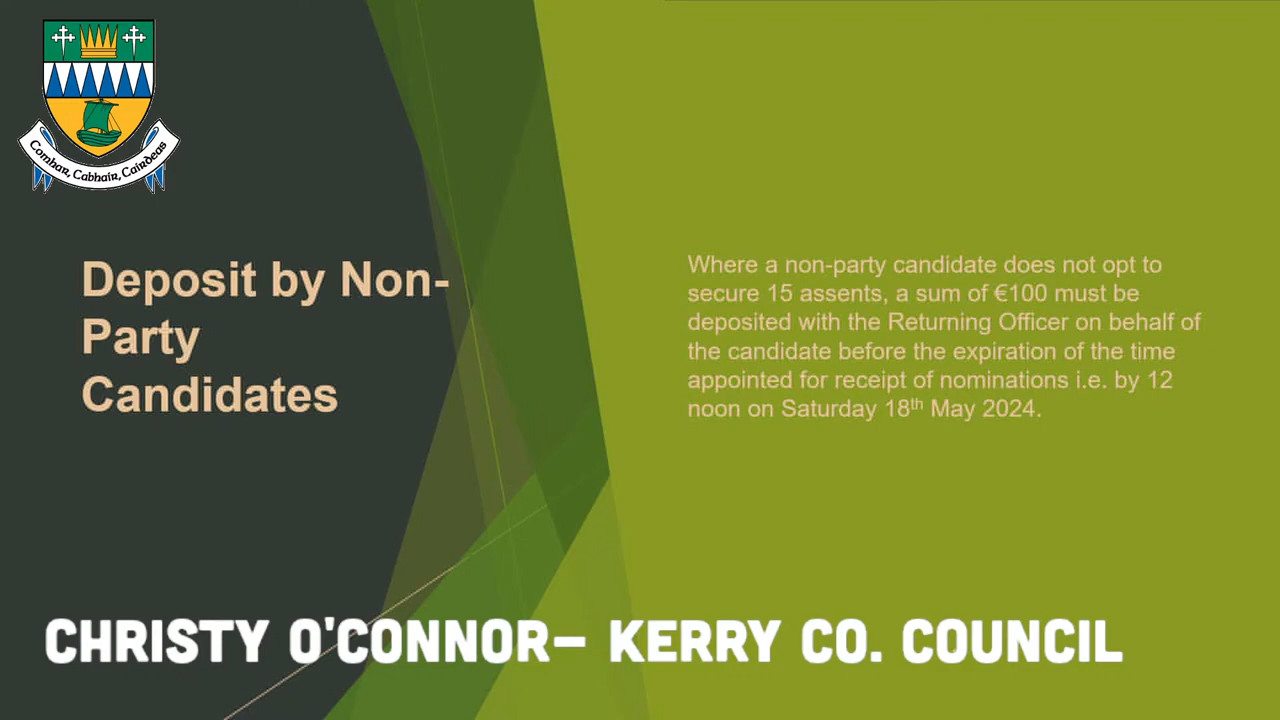 Comhar, Cabhair, Cairdeas
Deposit by Non-
Party
Candidates
Where a non-party candidate does not opt to
secure 15 assents, a sum of €100 must be
deposited with the Returning Officer on behalf of
the candidate before the expiration of the time
appointed for receipt of nominations i.e. by 12
noon on Saturday 18th May 2024.
CHRISTY O'CONNOR– KERRY CO. COUNCIL